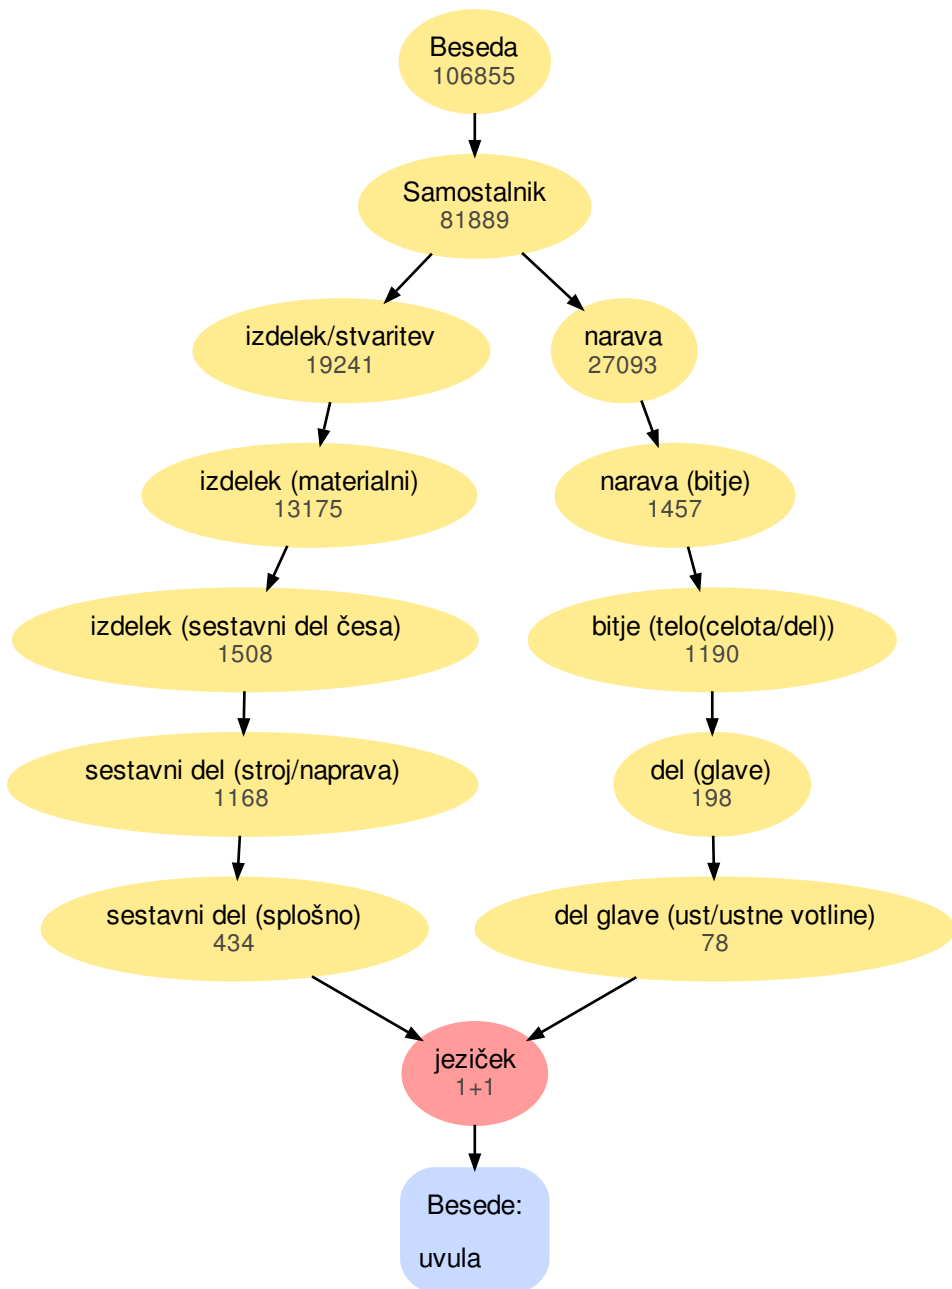 Beseda
106855
Samostalnik
81889
izdelek/stvaritev
19241
narava
27093
izdelek (materialni)
13175
narava (bitje)
1457
izdelek (sestavni del česa)
1508
bitje (telo(celota/del))
1190
sestavni del (stroj/naprava)
1168
del (glave)
198
sestavni del (splošno)
434
del glave (ust/ustne votline)
78
jeziček
1+1
Besede:
uvula